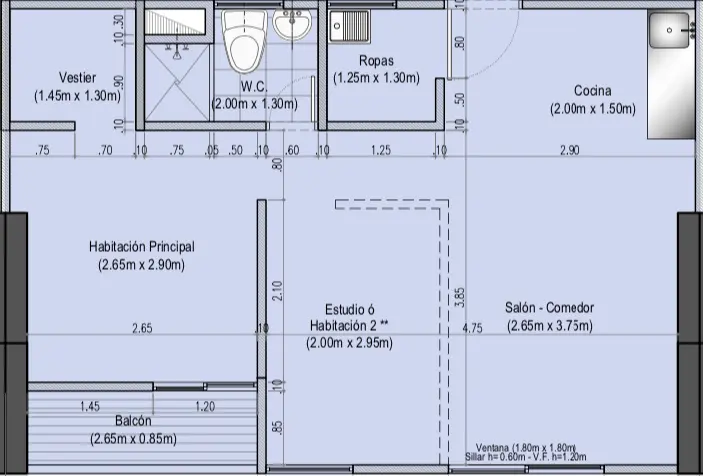 .30
.10
.90
.10
Vestier
(1.45m x 1.30m)
W.C.
(2.00m x 1.30m)
Ropas
(1.25m x 1.30m)
.10
.80
.50
.10
Cocina
(2.00m x 1.50m)
.75 .70 .10 .75 .05 .50 .10 .60 .10 1.25 .10 2.90
.80
Habitación Principal
(2.65m x 2.90m)
2.10
Estudio ó
Habitación 2 **
(2.00m x 2.95m)
3.85
Salón - Comedor
(2.65m x 3.75m)
2.65 .10 4.75
.10
1.45 1.20
Balcón
(2.65m x 0.85m)
.85
Ventana (1.80m x 1.80m)
Sillar h= 0.60m - V.F. h=1.20m